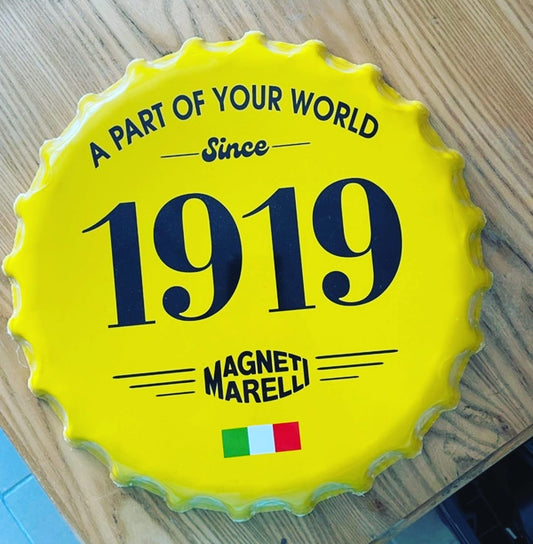 A PART OF YOUR WORLD
Since
1919
MAGNETI
MARELLI